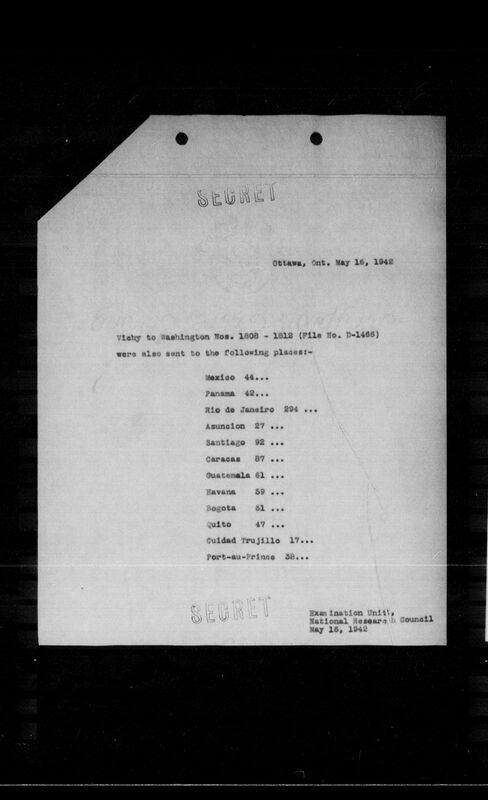 SECRET
Ottawa, Ont. May 16, 1942
Vichy to Washington Nos. 1808 - 1812 (File No. D-1466)
were also sent to the following places:-
Mexico 44...
Panama 42...
Rio de Janeiro 294 ...
Asuncion 27 ...
Santiago 92 ...
Caracas 87 ...
Guatemala 61 ...
Havana 39 ...
Bogota 31 ...
Quito 47 ...
Cuidad Trujillo 17...
Port-au-Prince 38...
SECRET
Examination Unit,
National Research Council
May 15, 1942